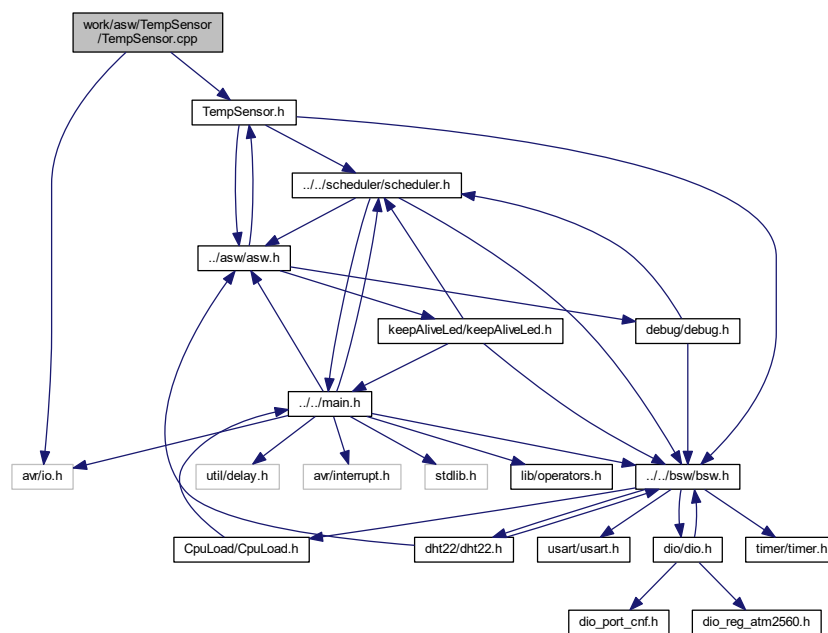 work/asw/TempSensor
/TempSensor.cpp
TempSensor.h
../../scheduler/scheduler.h
../asw/asw.h
keepAliveLed/keepAliveLed.h
debug/debug.h
../../main.h
avr/io.h
util/delay.h
avr/interrupt.h
stdlib.h
lib/operators.h
../../bsw/bsw.h
CpuLoad/CpuLoad.h
dht22/dht22.h
usart/usart.h
dio/dio.h
timer/timer.h
dio_port_cnf.h
dio_reg_atm2560.h